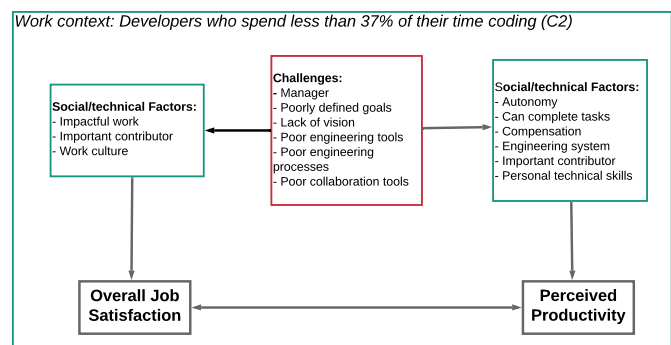 Work context: Developers who spend less than 37% of their time coding (C2)
Social/technical Factors:
- Impactful work
- Important contributor
- Work culture
Challenges:
- Manager
- Poorly defined goals
- Lack of vision
- Poor engineering tools
- Poor engineering
processes
- Poor collaboration tools
Social/technical Factors:
- Autonomy
- Can complete tasks
- Compensation
- Engineering system
- Important contributor
- Personal technical skills
Overall Job
Satisfaction
Perceived
Productivity